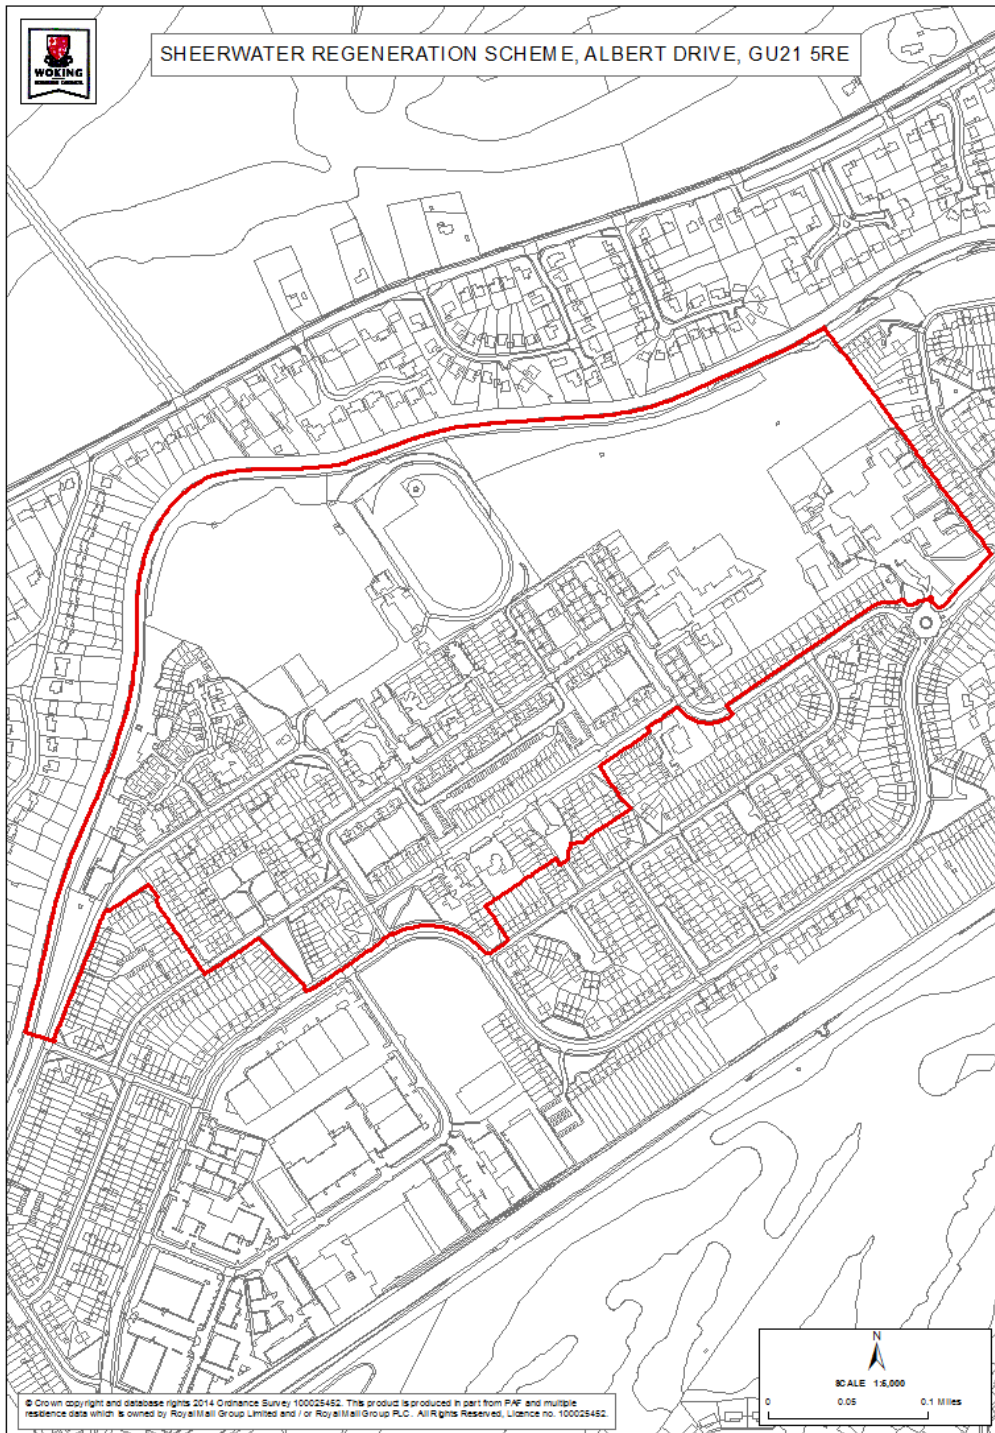 WOKING
BOROUGH COUNCIL
SHEERWATER REGENERATION SCHEME, ALBERT DRIVE, GU21 5RE
N
SCALE 1:5,000
0 0.05 0.1 Miles
© Crown copyright and database rights 2014 Ordnance Survey 100025452. This product is produced in part from PAF and multiple
residence data which is owned by Royal Mail Group Limited and / or Royal Mail Group PLC. All Rights Reserved, Licence no. 100025452.